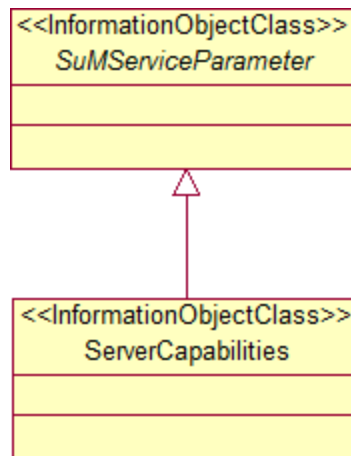 <<InformationObjectClass>>
SuMServiceParameter
<<InformationObjectClass>>
ServerCapabilities